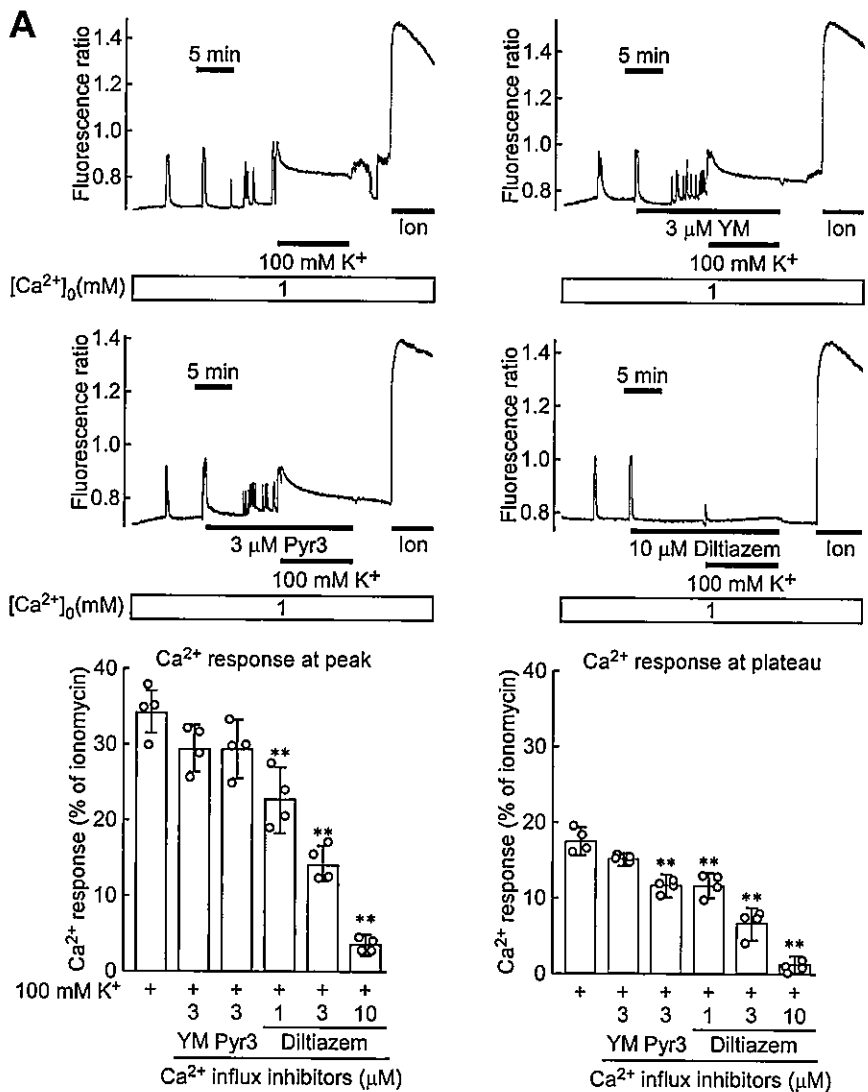 A
Fluorescence ratio
1.4
1.2
1.0
0.8
5 min
Ion
100 mM K+
[Ca2+]0(mM)
1
Fluorescence ratio
1.4
1.2
1.0
0.8
5 min
3 μM YM
Ion
100 mM K+
1
Fluorescence ratio
1.4
1.2
1.0
0.8
5 min
3 μM Pyr3
Ion
100 mM K+
[Ca2+]0(mM)
1
Fluorescence ratio
1.4
1.2
1.0
0.8
5 min
10 μM Diltiazem
Ion
100 mM K+
1
Ca2+ response at peak
Ca2+ response (% of ionomycin)
40
30
20
10
0
**
**
**
100 mM K+ + + + + + +
3 3 1 3 10
YM Pyr3 Diltiazem
Ca2+ influx inhibitors (μM)
Ca2+ response at plateau
Ca2+ response (% of ionomycin)
40
30
20
10
0
**
**
**
**
+ + + + + +
3 3 1 3 10
YM Pyr3 Diltiazem
Ca2+ influx inhibitors (μM)